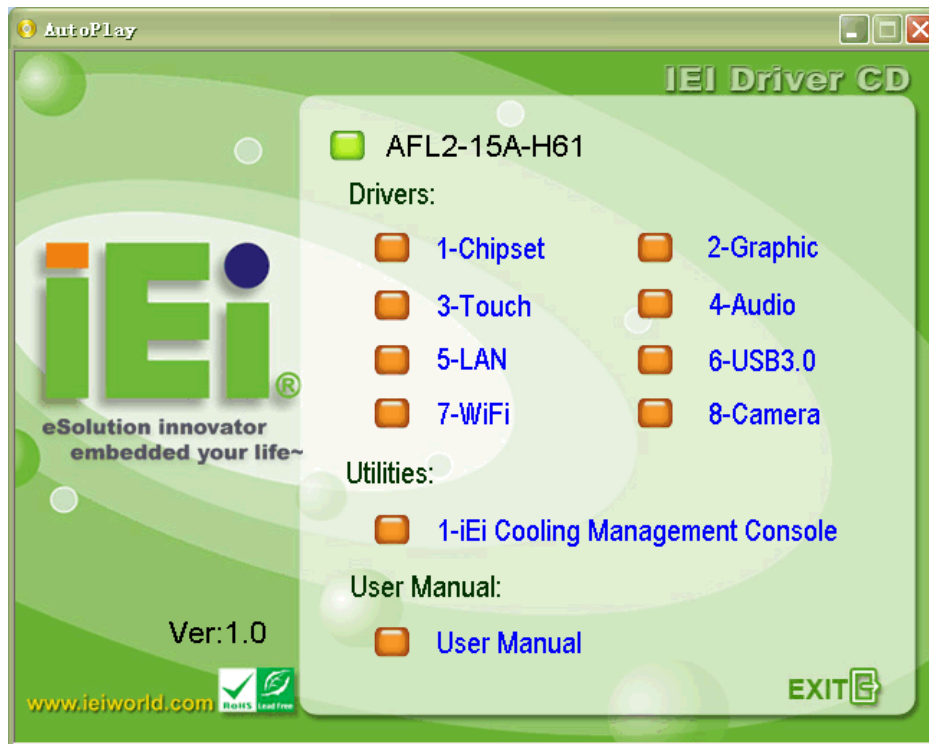 AutoPlay
IEI Driver CD
AFL2-15A-H61
Drivers:
1-Chipset
2-Graphic
3-Touch
4-Audio
5-LAN
6-USB3.0
7-WiFi
8-Camera
iEi®
eSolution innovator
embedded your life~
Utilities:
1-iEi Cooling Management Console
User Manual:
User Manual
Ver:1.0
www.ieiworld.com
RoHS
Lead Free
EXIT